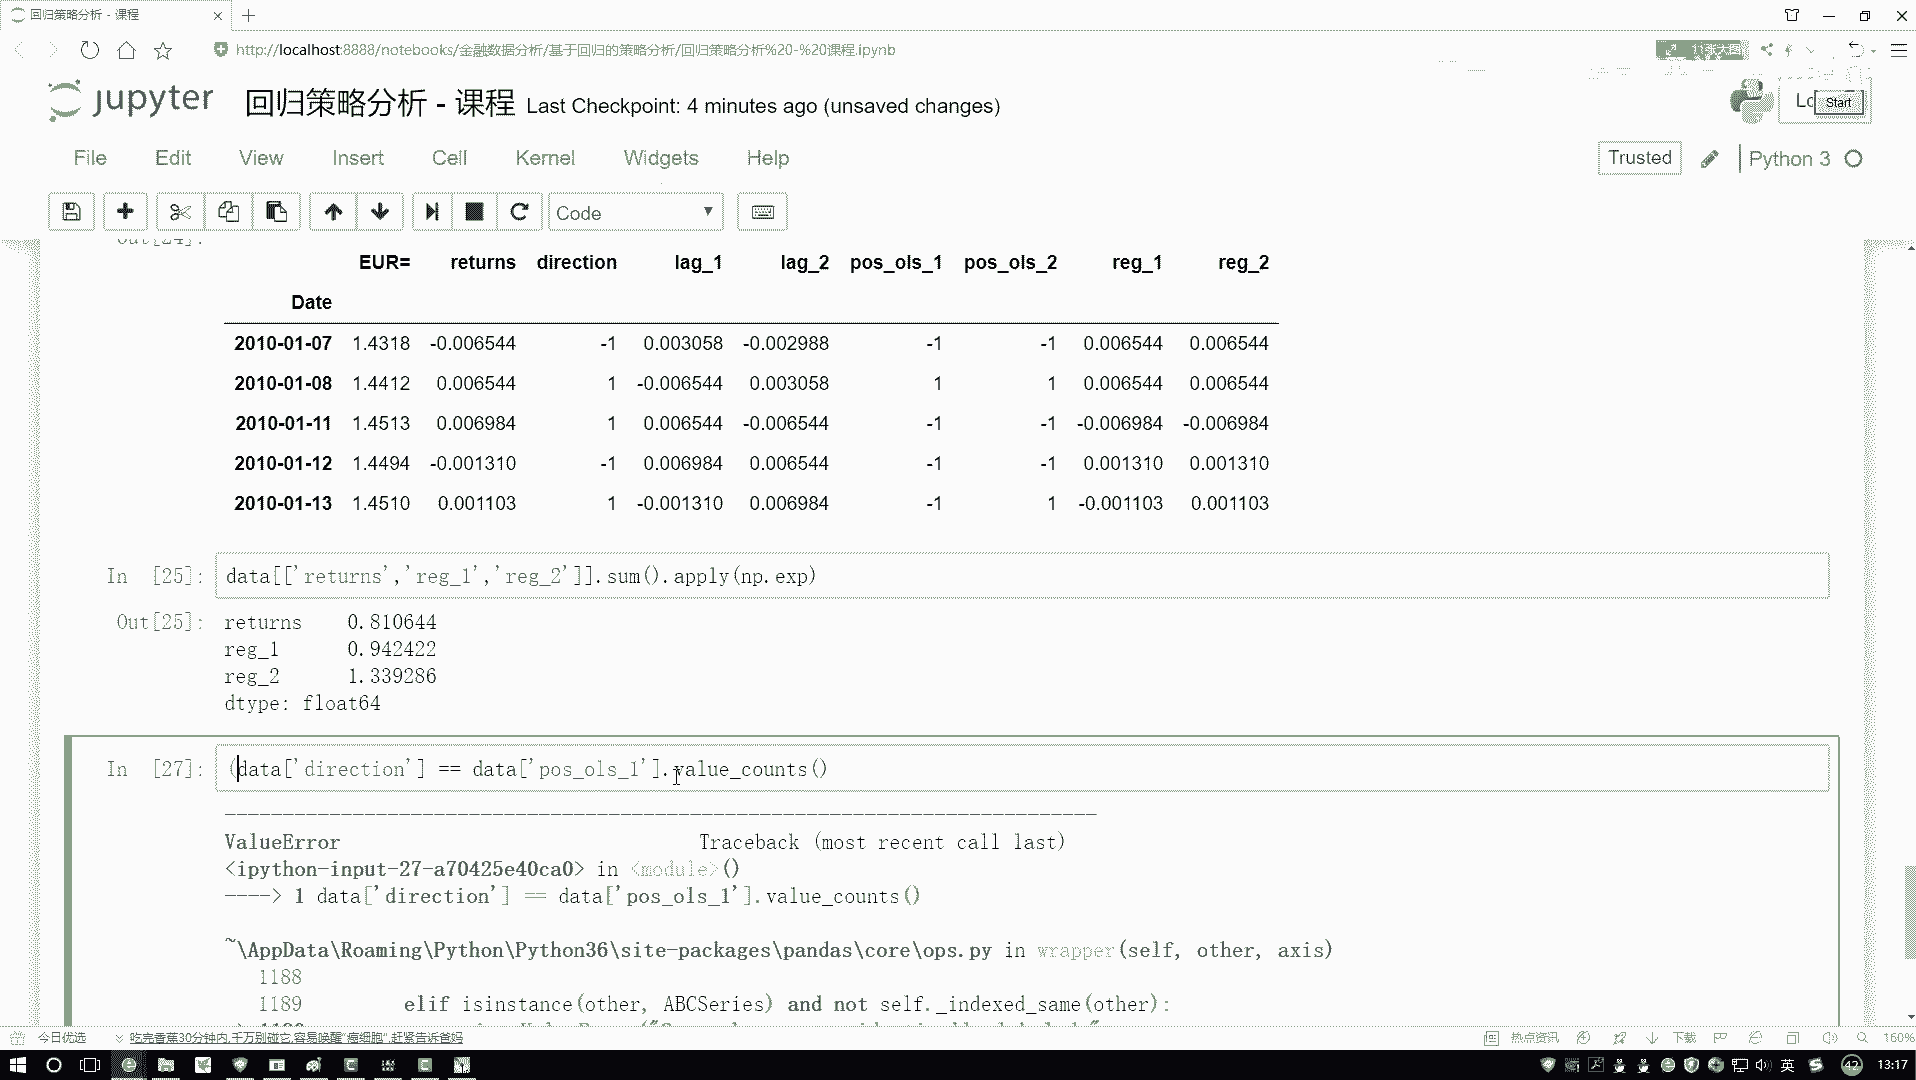 回归策略分析 - 课程
http://localhost:8888/notebooks/金融数据分析/基于回归的策略分析/回归策略分析%20-%20课程.ipynb
11张大图
jupyter 回归策略分析 - 课程 Last Checkpoint: 4 minutes ago (unsaved changes)
Start
File Edit View Insert Cell Kernel Widgets Help
Trusted Python 3
Code
Out[24]:
EUR= returns direction lag_1 lag_2 pos_ols_1 pos_ols_2 reg_1 reg_2
Date
2010-01-07 1.4318 -0.006544 -1 0.003058 -0.002988 -1 -1 0.006544 0.006544
2010-01-08 1.4412 0.006544 1 -0.006544 0.003058 1 1 0.006544 0.006544
2010-01-11 1.4513 0.006984 1 0.006544 -0.006544 -1 -1 -0.006984 -0.006984
2010-01-12 1.4494 -0.001310 -1 0.006984 0.006544 -1 -1 0.001310 0.001310
2010-01-13 1.4510 0.001103 1 -0.001310 0.006984 -1 1 -0.001103 0.001103
In [25]: data[['returns','reg_1','reg_2']].sum().apply(np.exp)
Out[25]: returns 0.810644
reg_1 0.942422
reg_2 1.339286
dtype: float64
In [27]: (data['direction'] == data['pos_ols_1'].value_counts()
ValueError Traceback (most recent call last)
<ipython-input-27-a70425e40ca0> in <module>()
----> 1 data['direction'] == data['pos_ols_1'].value_counts()
~\AppData\Roaming\Python\Python36\site-packages\pandas\core\ops.py in wrapper(self, other, axis)
1188
1189 elif isinstance(other, ABCSeries) and not self._indexed_same(other):
今日优选 吃完香蕉30分钟内,千万别碰它,容易唤醒“癌细胞”,赶紧告诉爸妈 热点资讯 下载 160%
英 42 13:17